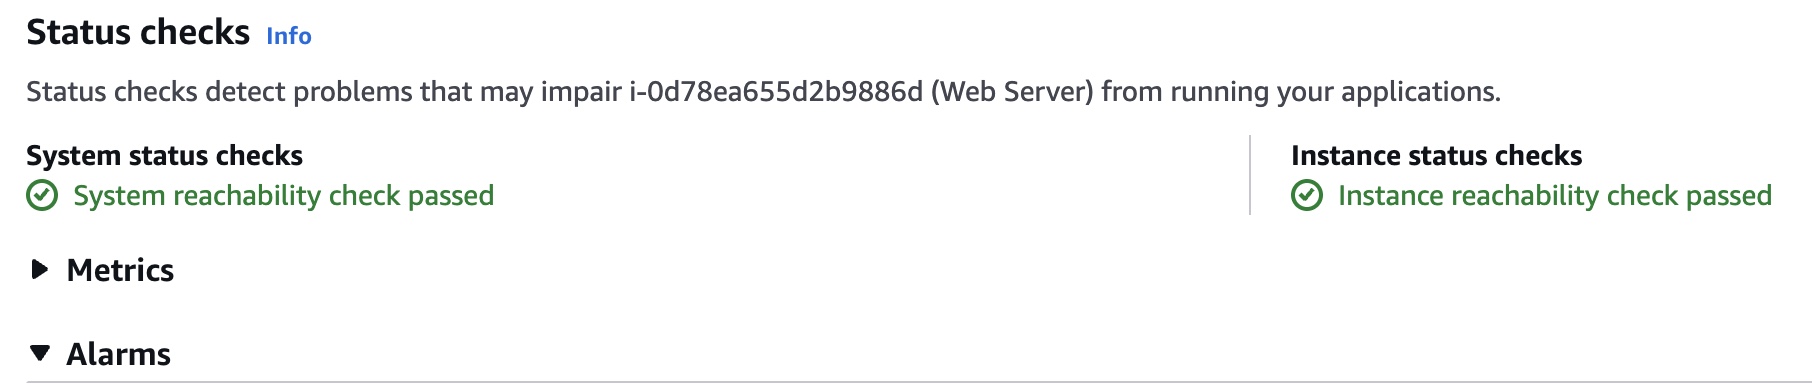 Status checks Info
Status checks detect problems that may impair i-0d78ea655d2b9886d (Web Server) from running your applications.
System status checks
System reachability check passed
Instance status checks
Instance reachability check passed
Metrics
Alarms